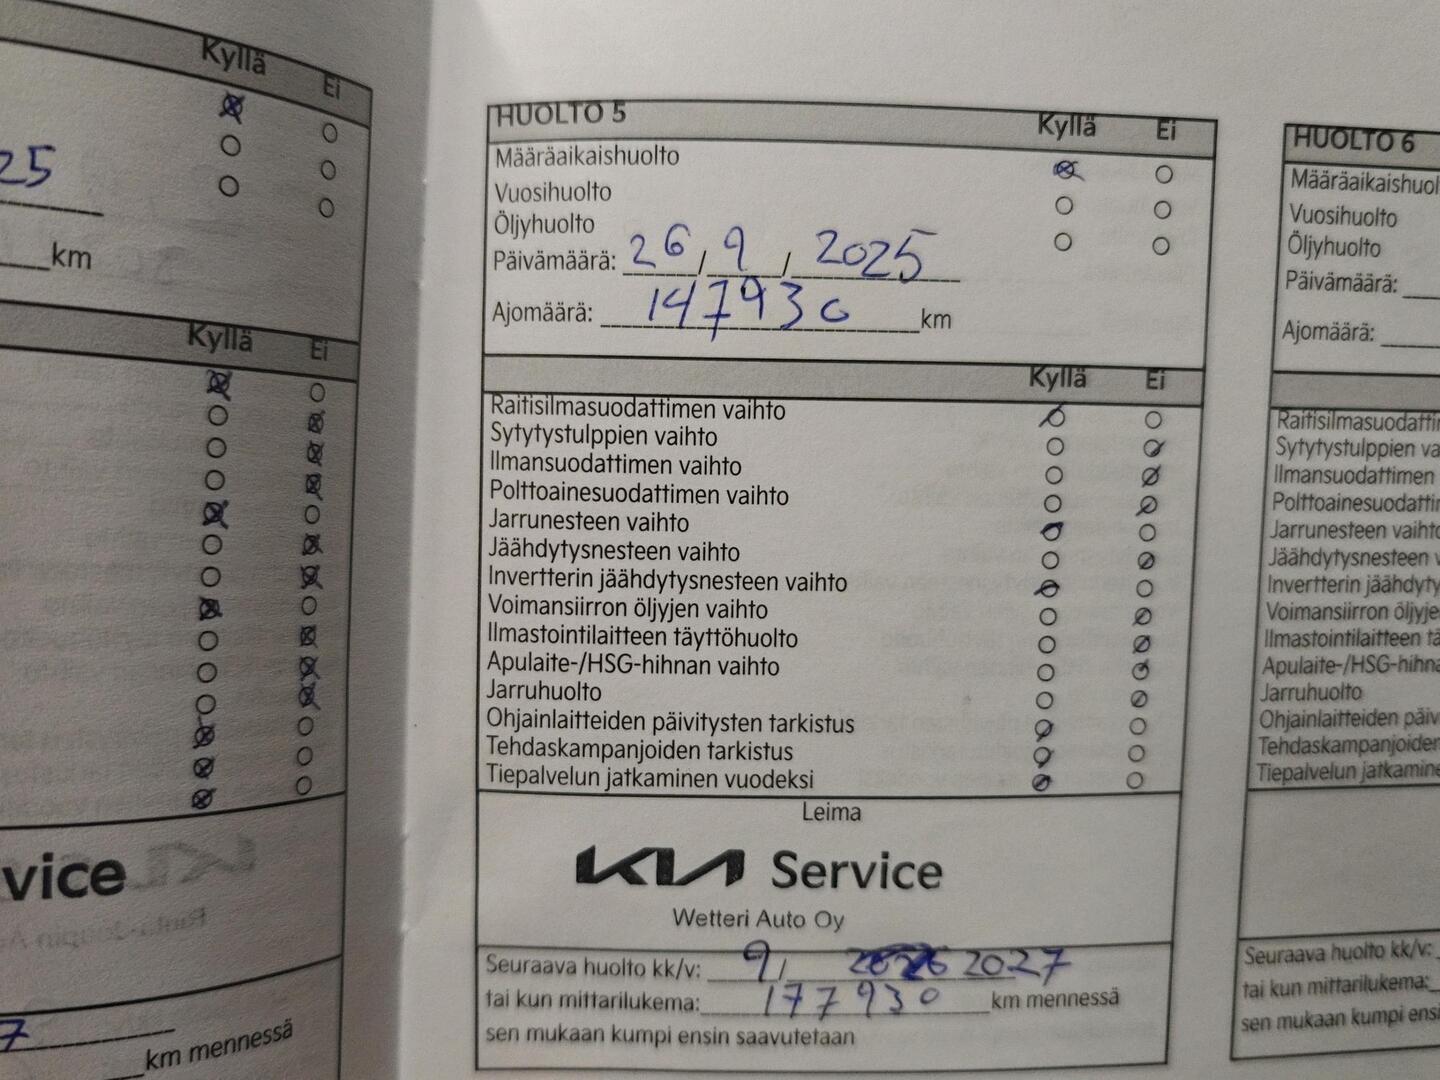 Kyllä Ei
25
km
Kyllä Ei
vice
7
km mennessä
HUOLTO 5 Kyllä Ei
Määräaikaishuolto
Vuosihuolto
Öljyhuolto
Päivämäärä: 26 / 9 / 2025
Ajomäärä: 147930 km
Kyllä Ei
Raitisilmasuodattimen vaihto
Sytytystulppien vaihto
Ilmansuodattimen vaihto
Polttoainesuodattimen vaihto
Jarrunesteen vaihto
Jäähdytysnesteen vaihto
Invertterin jäähdytysnesteen vaihto
Voimansiirron öljyjen vaihto
Ilmastointilaitteen täyttöhuolto
Apulaite-/HSG-hihnan vaihto
Jarruhuolto
Ohjainlaitteiden päivitysten tarkistus
Tehdaskampanjoiden tarkistus
Tiepalvelun jatkaminen vuodeksi
Leima
KIA Service
Wetteri Auto Oy
Seuraava huolto kk/v: 9 / 2027
tai kun mittarilukema: 177930 km mennessä
sen mukaan kumpi ensin saavutetaan
HUOLTO 6
Määräaikaishuol
Vuosihuolto
Öljyhuolto
Päivämäärä:
Ajomäärä:
Raitisilmasuodattin
Sytytystulppien va
Ilmansuodattimen
Polttoainesuodattin
Jarrunesteen vaihto
Jäähdytysnesteen v
Invertterin jäähdyty
Voimansiirron öljyje
Ilmastointilaitteen tä
Apulaite-/HSG-hihna
Jarruhuolto
Ohjainlaitteiden päiv
Tehdaskampanjoiden
Tiepalvelun jatkamine
Seuraava huolto kk/v:
tai kun mittarilukema:
sen mukaan kumpi ensi